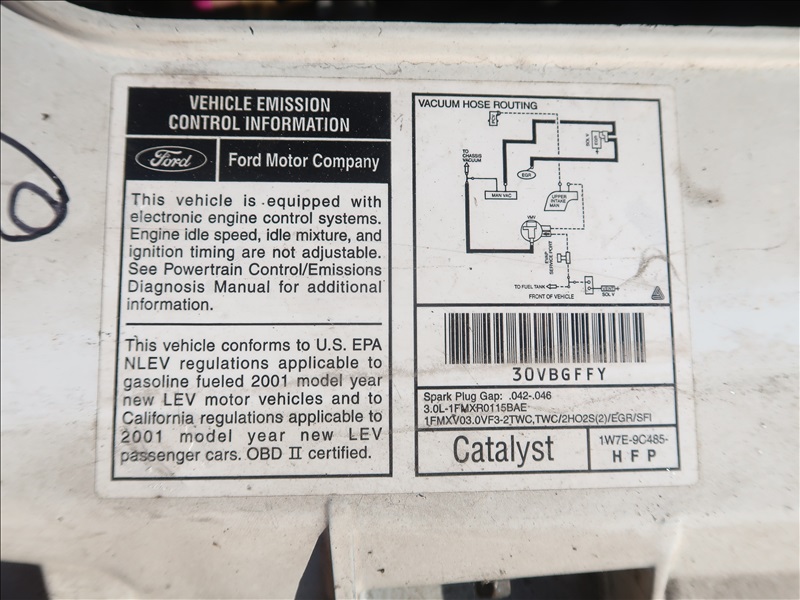 VEHICLE EMISSION
CONTROL INFORMATION
Ford
Ford Motor Company
This vehicle is equipped with
electronic engine control systems.
Engine idle speed, idle mixture, and
ignition timing are not adjustable.
See Powertrain Control/Emissions
Diagnosis Manual for additional
information.
This vehicle conforms to U.S. EPA
NLEV regulations applicable to
gasoline fueled 2001 model year
new LEV motor vehicles and to
California regulations applicable to
2001 model year new LEV
passenger cars. OBD II certified.
VACUUM HOSE ROUTING
TO
CHASSIS
VACUUM
EGR
SOL V
MAN VAC
UPPER
INTAKE
MAN
VMV
EVAP
SERVICE PORT
TO FUEL TANK
FRONT OF VEHICLE
SOL V
3OVBGFFY
Spark Plug Gap: .042-.046
3.0L-1FMXR0115BAE
1FMXV03.0VF3-2TWC,TWC/2HO2S(2)/EGR/SFI
Catalyst
1W7E-9C485-
HFP